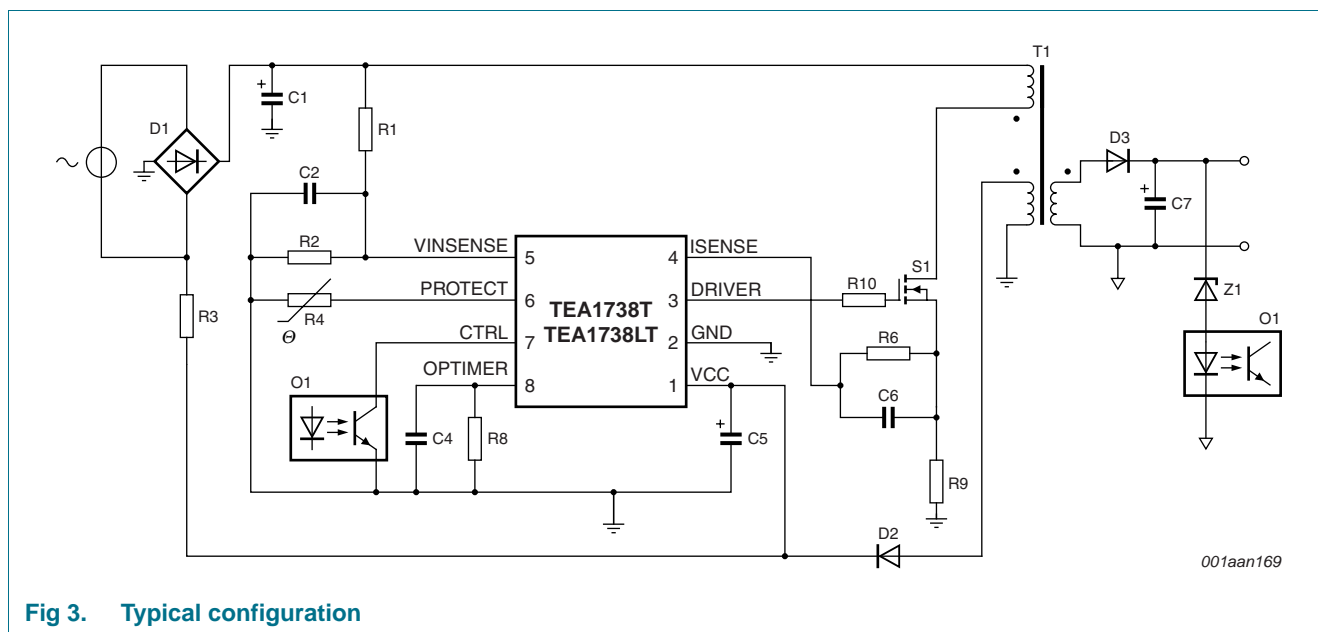 T1
C1
R1
D1
D3
C2
C7
VINSENSE
ISENSE
R2
5
4
S1
R10
PROTECT
DRIVER
6
3
Z1
R3
R4
Θ
TEA1738T
TEA1738LT
O1
CTRL
GND
R6
7
2
OPTIMER
VCC
8
1
O1
C6
C4
R8
C5
R9
D2
001aan169
Fig 3. Typical configuration
+
+
+